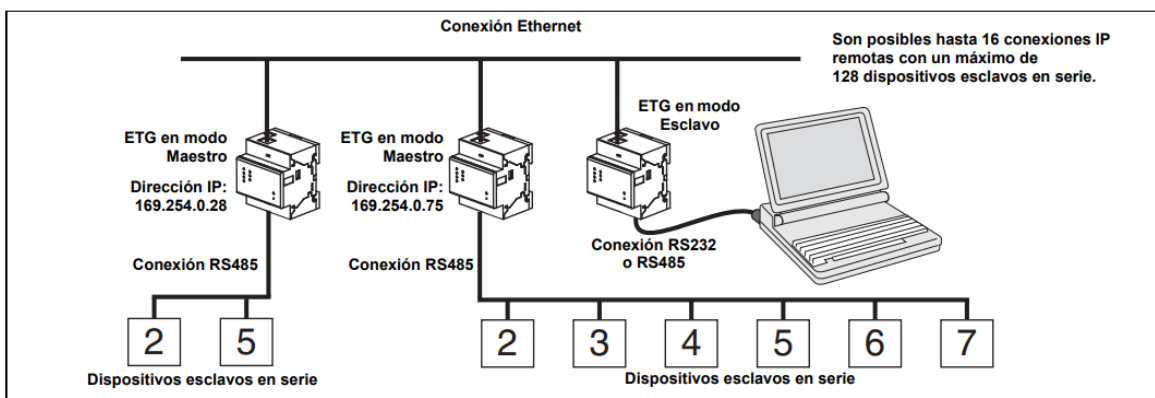 Conexión Ethernet
Son posibles hasta 16 conexiones IP
remotas con un máximo de
128 dispositivos esclavos en serie.
ETG en modo
Maestro
Dirección IP:
169.254.0.28
ETG en modo
Maestro
Dirección IP:
169.254.0.75
ETG en modo
Esclavo
Conexión RS485
Conexión RS485
Conexión RS232
o RS485
2
5
2
3
4
5
6
7
Dispositivos esclavos en serie
Dispositivos esclavos en serie